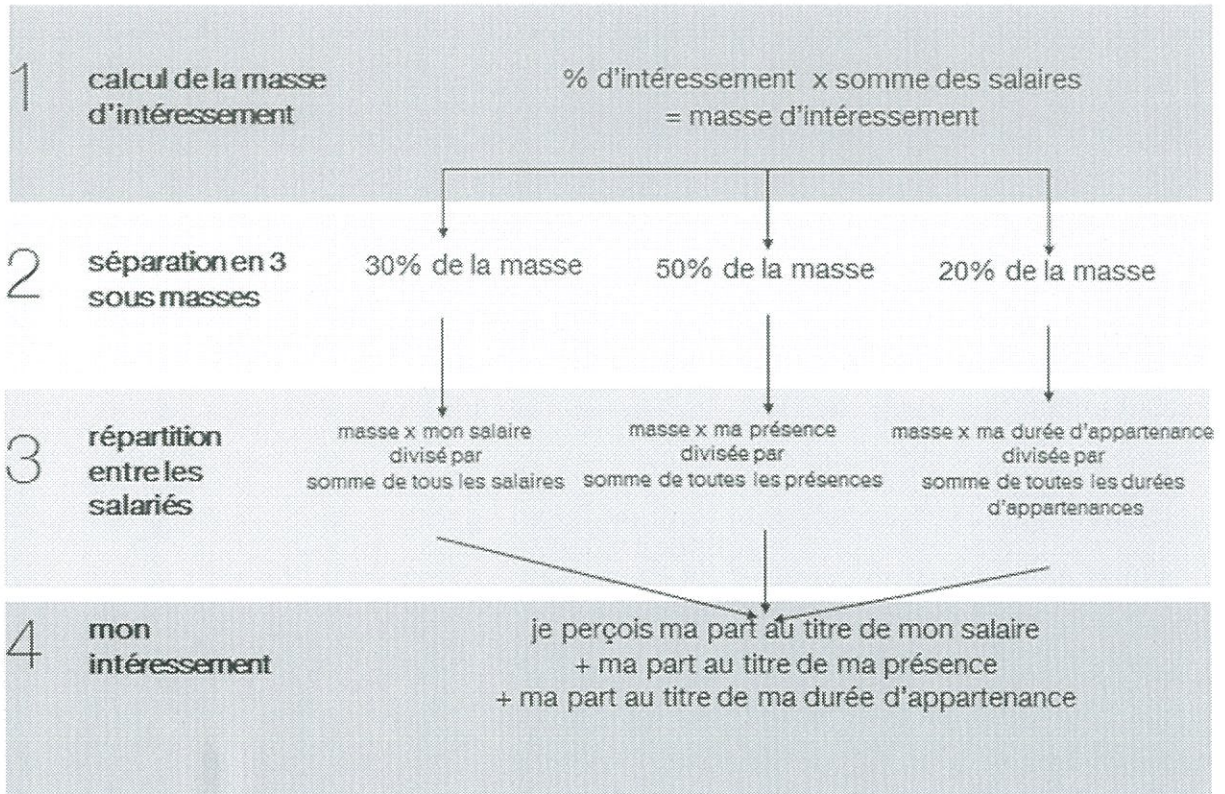 1
calcul de la masse
d'intéressement
% d'intéressement x somme des salaires
= masse d'intéressement
2
séparation en 3
sous masses
30% de la masse
50% de la masse
20% de la masse
3
répartition
entre les
salariés
masse x mon salaire
divisé par
somme de tous les salaires
masse x ma présence
divisée par
somme de toutes les présences
masse x ma durée d'appartenance
divisée par
somme de toutes les durées
d'appartenances
4
mon
intéressement
je perçois ma part au titre de mon salaire
+ ma part au titre de ma présence
+ ma part au titre de ma durée d'appartenance